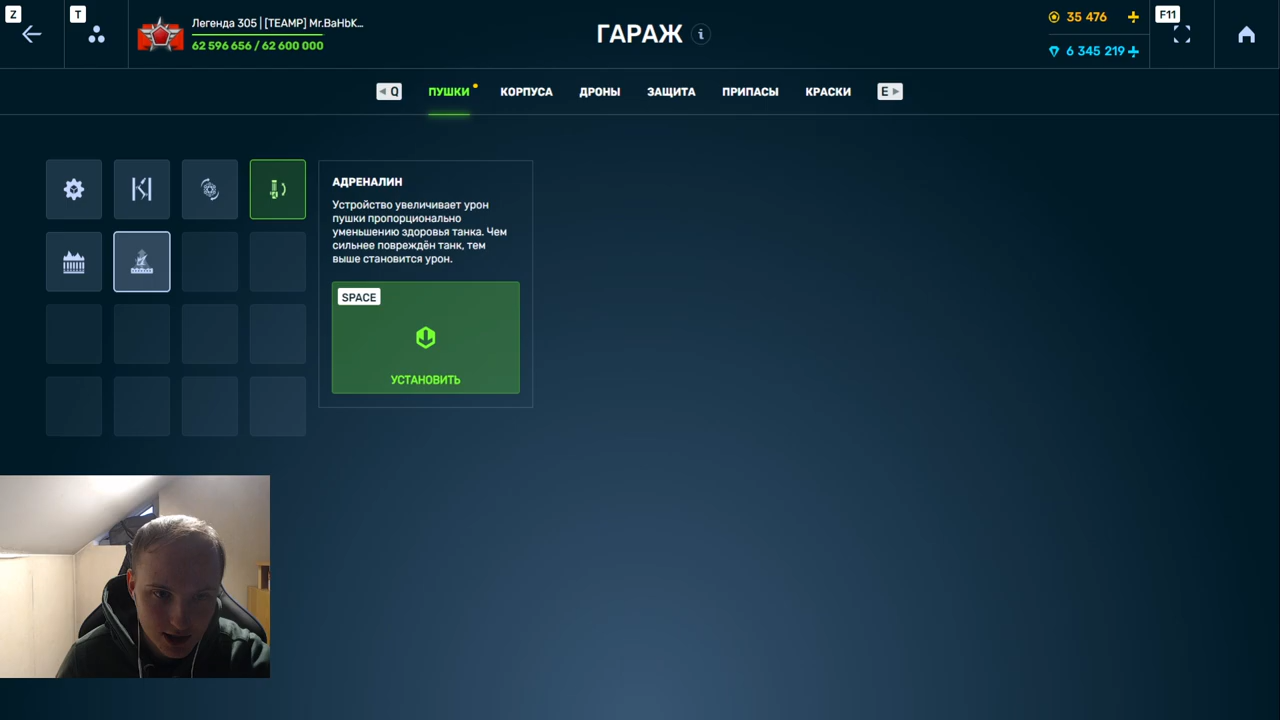 Z
T
Легенда 305 | [TEAMP] Mr.BaHbK...
62 596 656 / 62 600 000
ГАРАЖ
35 476
6 345 219
F11
Q
ПУШКИ
КОРПУСА
ДРОНЫ
ЗАЩИТА
ПРИПАСЫ
КРАСКИ
E
АДРЕНАЛИН
Устройство увеличивает урон
пушки пропорционально
уменьшению здоровья танка. Чем
сильнее повреждён танк, тем
выше становится урон.
SPACE
УСТАНОВИТЬ